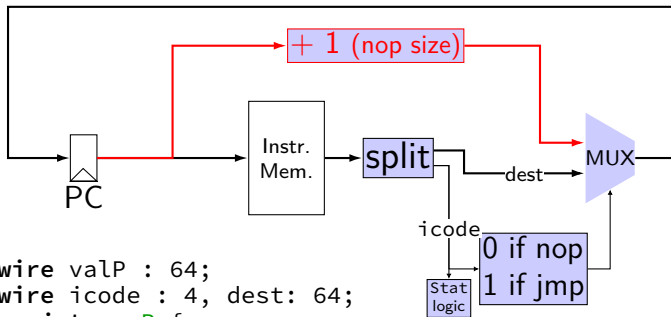 + 1 (nop size)
Instr.
Mem.
split
MUX
PC
dest
icode
0 if nop
1 if jmp
Stat
logic
wire valP : 64;
wire icode : 4, dest: 64;